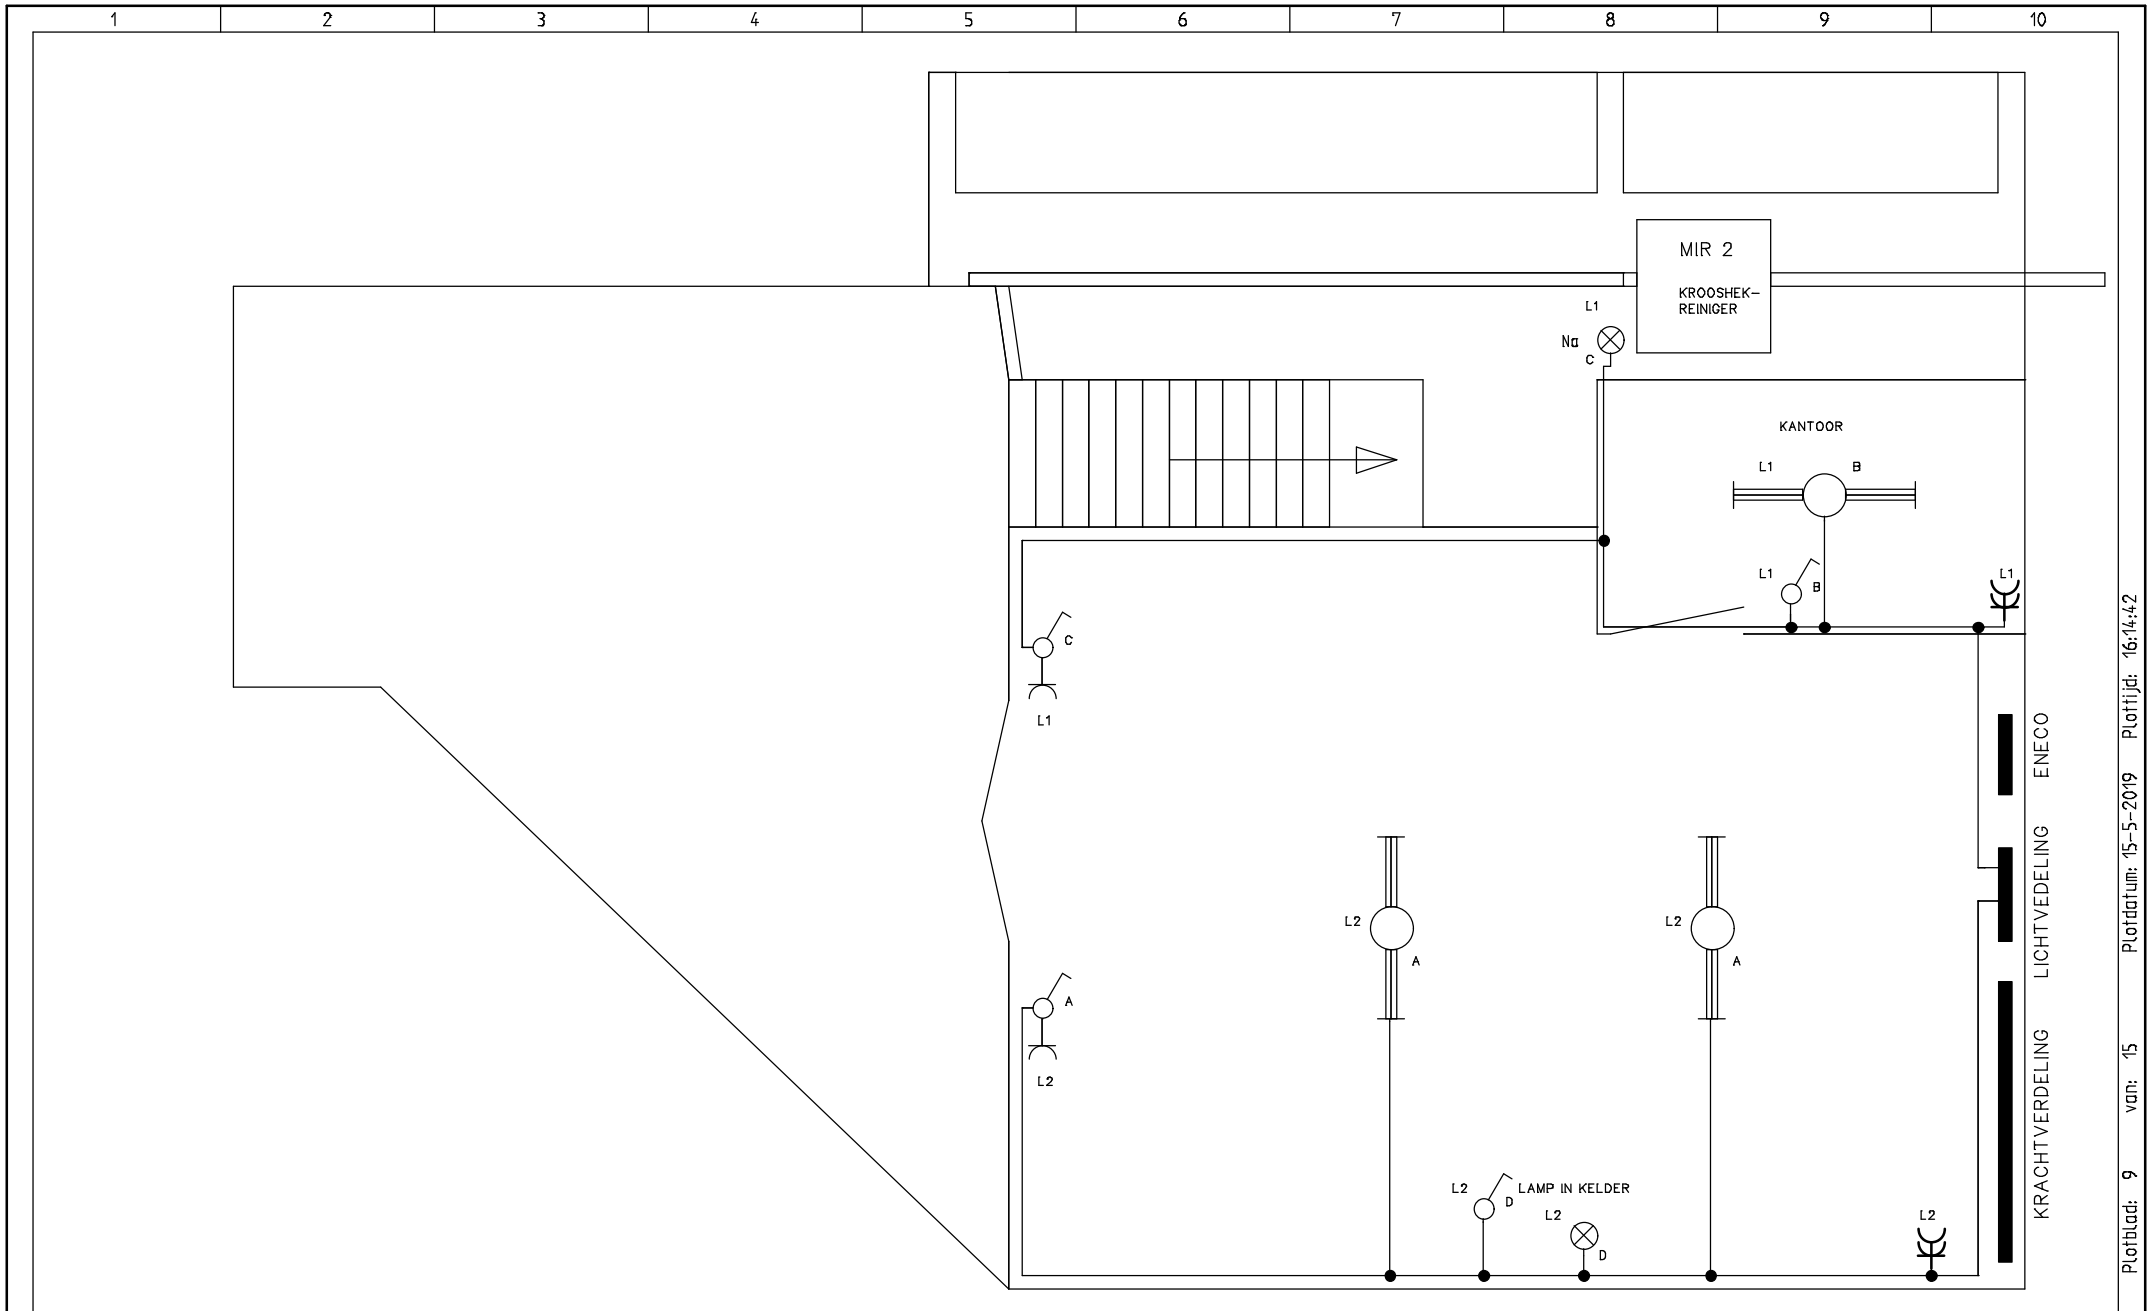 1 2 3 4 5 6 7 8 9 10
MIR 2
KROOSHEK-
REINIGER
L1
Na
C
KANTOOR
L1 B
L1 B
L1
C
L1
ENECO
LICHTVEDELING
KRACHTVERDELING
L2
A
L2
A
A
L2
L2 LAMP IN KELDER
D
L2
D
L2
Plotblad: 9 van: 15 Plotdatum: 15-5-2019 Plottijd: 16:14:42